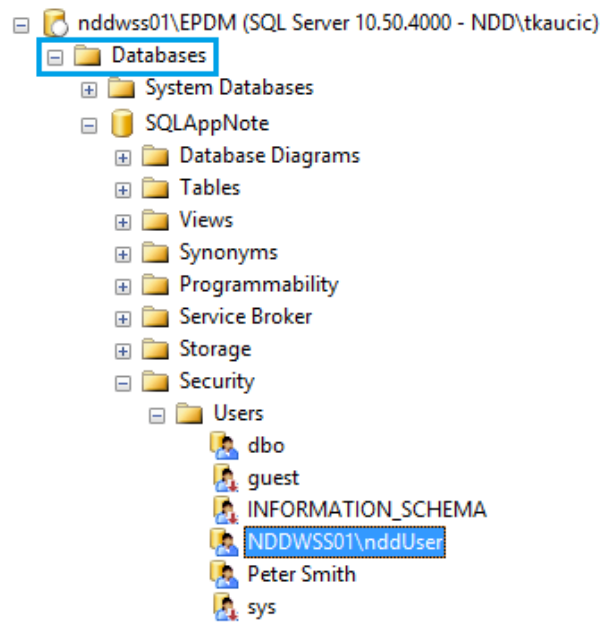 nddwss01\EPDM (SQL Server 10.50.4000 - NDD\tkaucic)
Databases
System Databases
SQLAppNote
Database Diagrams
Tables
Views
Synonyms
Programmability
Service Broker
Storage
Security
Users
dbo
guest
INFORMATION_SCHEMA
NDDWSS01\nddUser
Peter Smith
sys